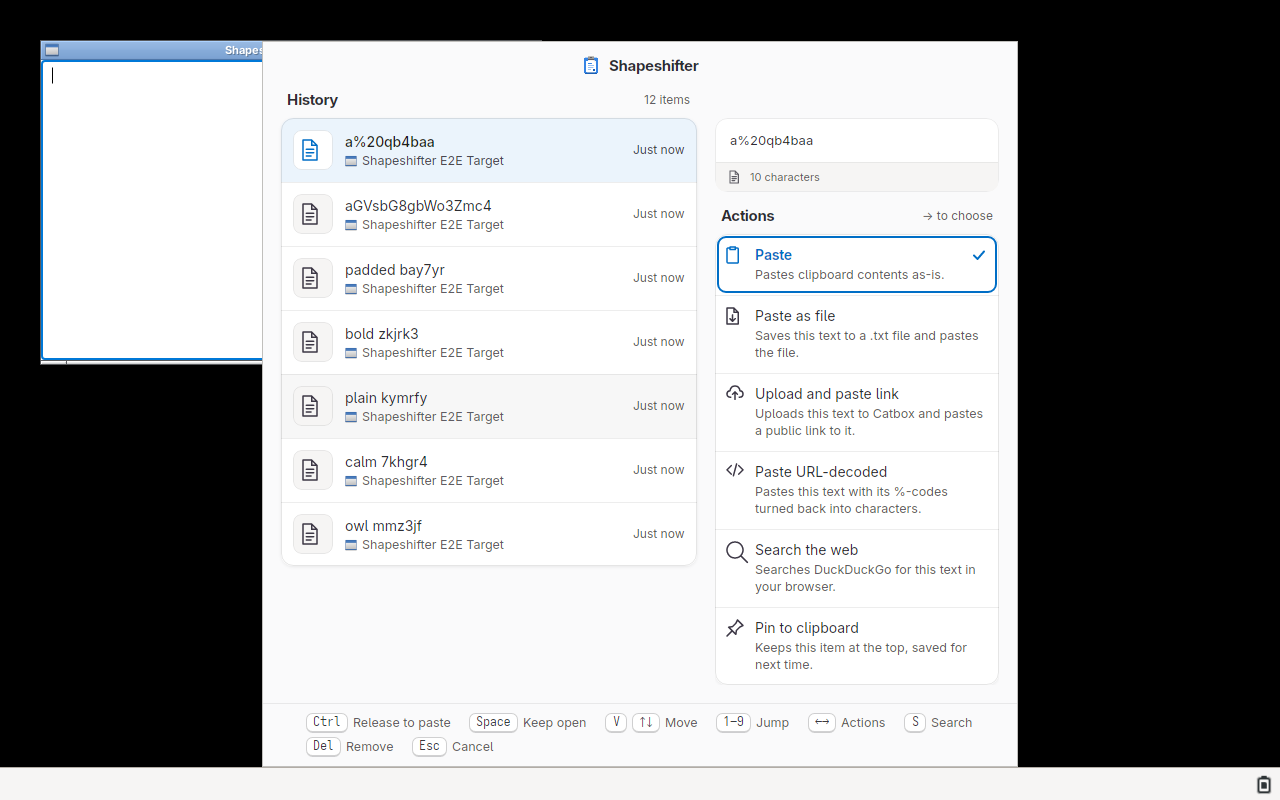 Shapeshifter
History
12 items
a%20qb4baa
Shapeshifter E2E Target
Just now
aGVsbG8gbWo3Zmc4
Shapeshifter E2E Target
Just now
padded bay7yr
Shapeshifter E2E Target
Just now
bold zkjrk3
Shapeshifter E2E Target
Just now
plain kymrfy
Shapeshifter E2E Target
Just now
calm 7khgr4
Shapeshifter E2E Target
Just now
owl mmz3jf
Shapeshifter E2E Target
Just now
a%20qb4baa
10 characters
Actions
→ to choose
Paste
Pastes clipboard contents as-is.
Paste as file
Saves this text to a .txt file and pastes
the file.
Upload and paste link
Uploads this text to Catbox and pastes
a public link to it.
Paste URL-decoded
Pastes this text with its %-codes
turned back into characters.
Search the web
Searches DuckDuckGo for this text in
your browser.
Pin to clipboard
Keeps this item at the top, saved for
next time.
Ctrl Release to paste Space Keep open V ↑↓ Move 1–9 Jump ↔ Actions S Search
Del Remove Esc Cancel